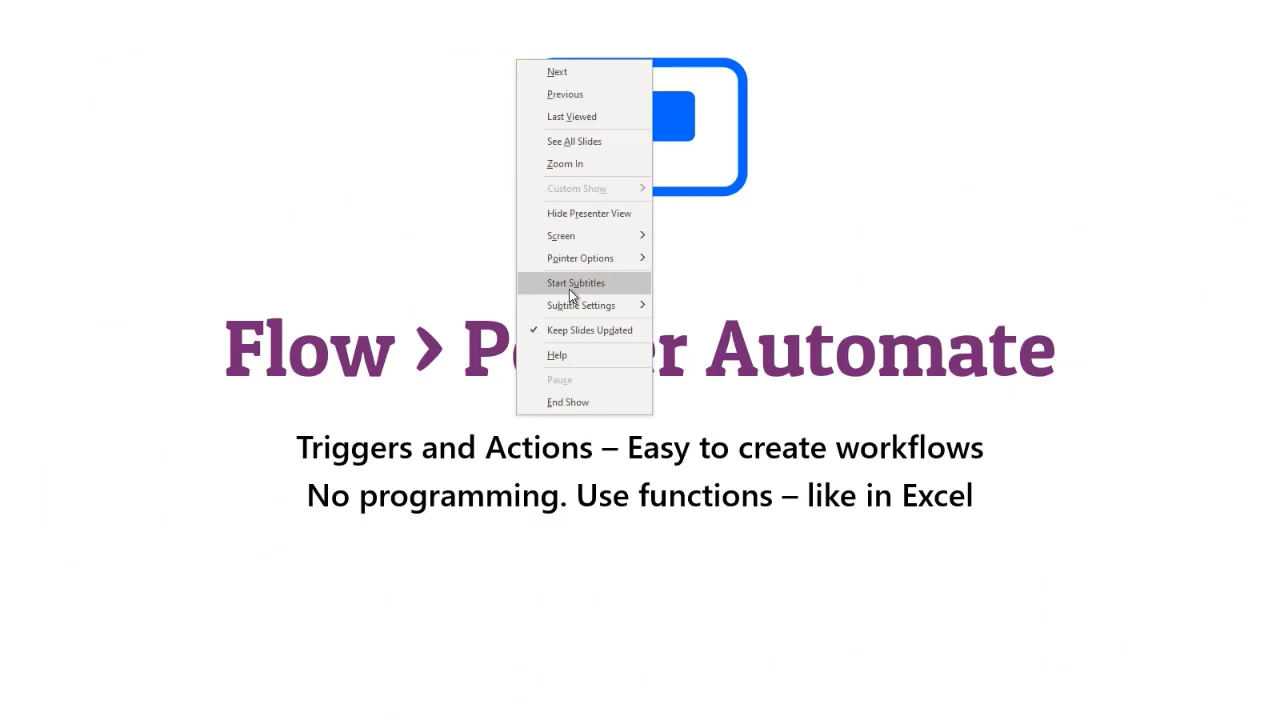 Next
Previous
Last Viewed
See All Slides
Zoom In
Custom Show
Hide Presenter View
Screen
Pointer Options
Start Subtitles
Subtitle Settings
Keep Slides Updated
Help
Pause
End Show
Flow > P r Automate
Triggers and Actions – Easy to create workflows
No programming. Use functions – like in Excel